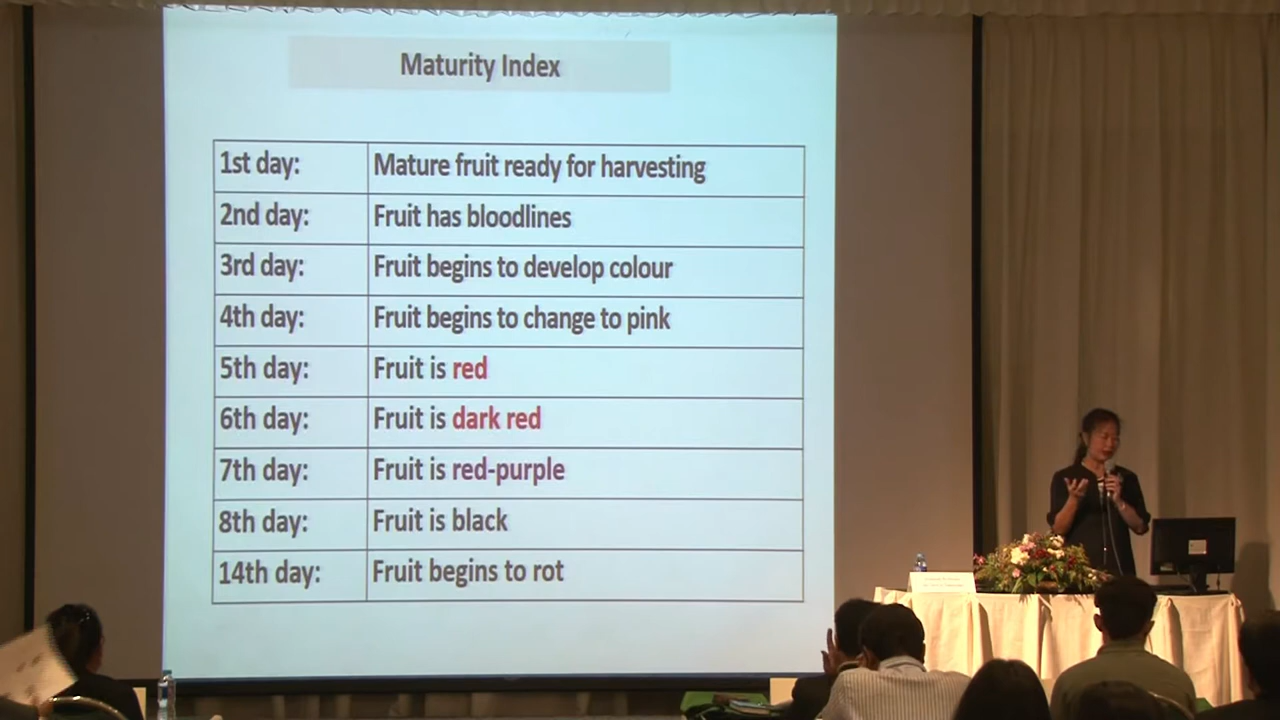 Maturity Index
1st day: Mature fruit ready for harvesting
2nd day: Fruit has bloodlines
3rd day: Fruit begins to develop colour
4th day: Fruit begins to change to pink
5th day: Fruit is red
6th day: Fruit is dark red
7th day: Fruit is red-purple
8th day: Fruit is black
14th day: Fruit begins to rot